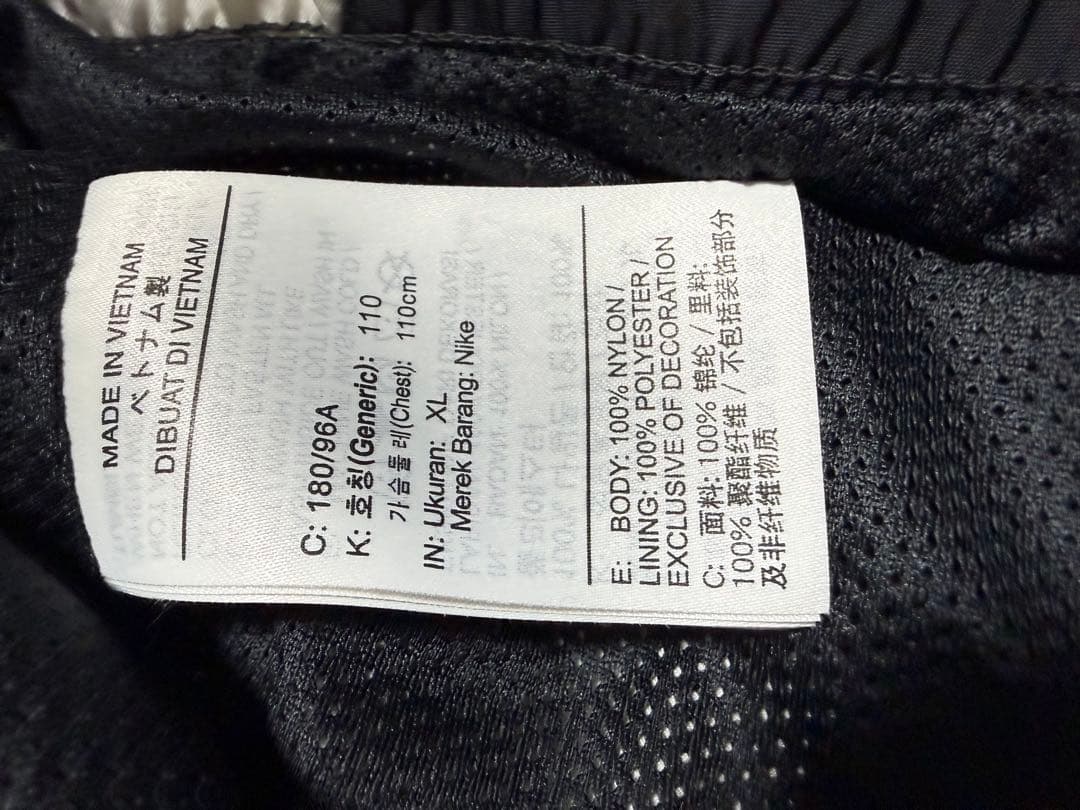 MADE IN VIETNAM
ベトナム製
DIBUAT DI VIETNAM
C: 180/96A
K: 호칭(Generic): 110
가슴둘레(Chest): 110cm
IN: Ukuran: XL
Merek Barang: Nike
E: BODY: 100% NYLON /
LINING: 100% POLYESTER /
EXCLUSIVE OF DECORATION
C: 面料: 100% 锦纶 / 里料:
100% 聚酯纤维 / 不包括装饰部分
及非纤维物质